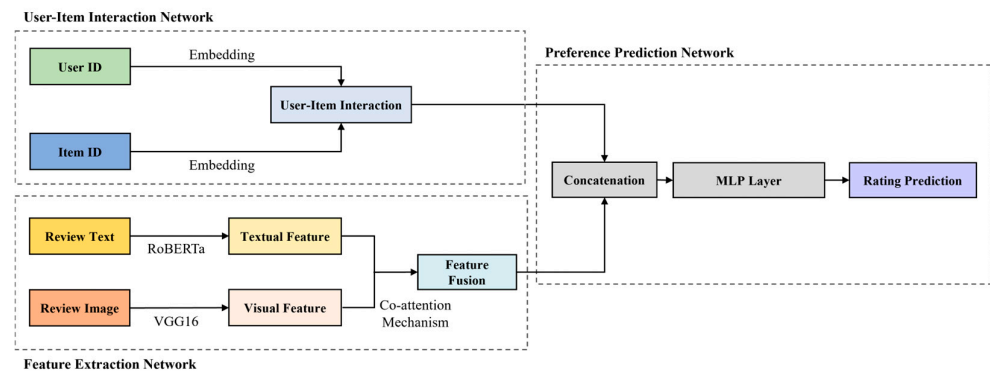 User-Item Interaction Network
User ID
Embedding
User-Item Interaction
Item ID
Embedding
Preference Prediction Network
Concatenation
MLP Layer
Rating Prediction
Review Text
RoBERTa
Textual Feature
Feature
Fusion
Review Image
VGG16
Visual Feature
Co-attention
Mechanism
Feature Extraction Network